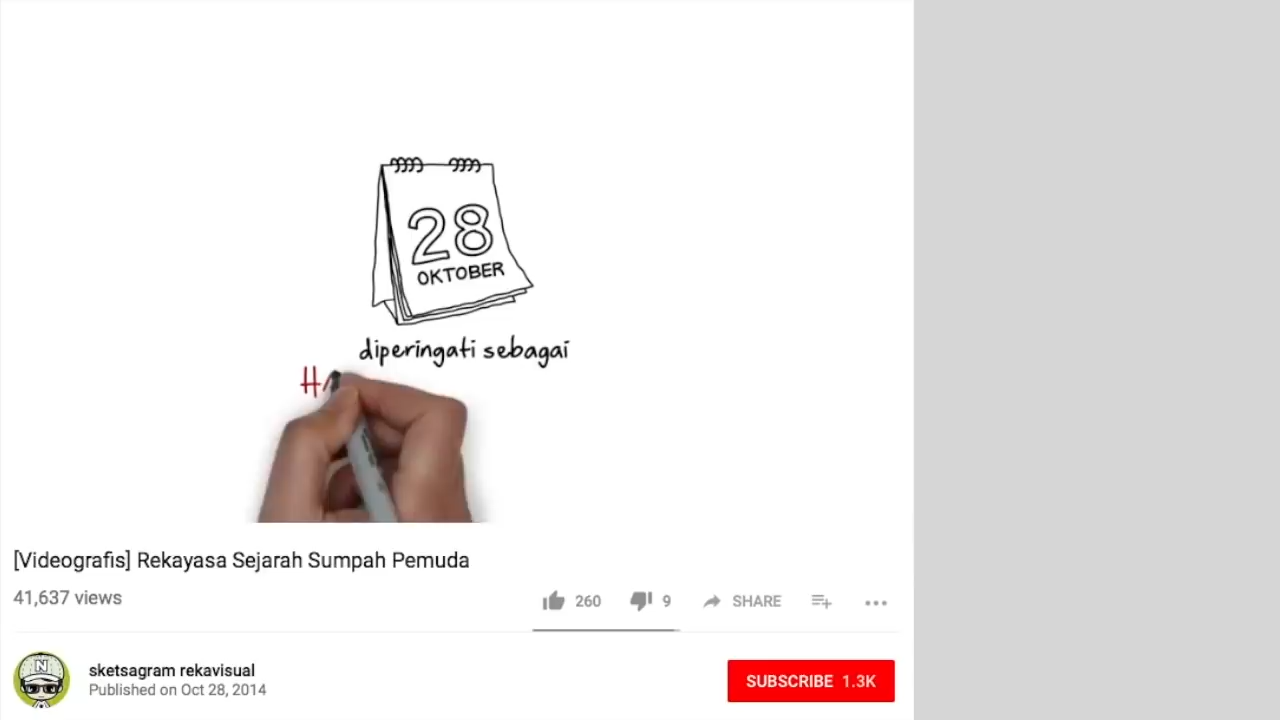 28
OKTOBER
diperingati sebagai
HA
[Videografis] Rekayasa Sejarah Sumpah Pemuda
41,637 views
260
9
SHARE
sketsagram rekavisual
Published on Oct 28, 2014
SUBSCRIBE 1.3K
N